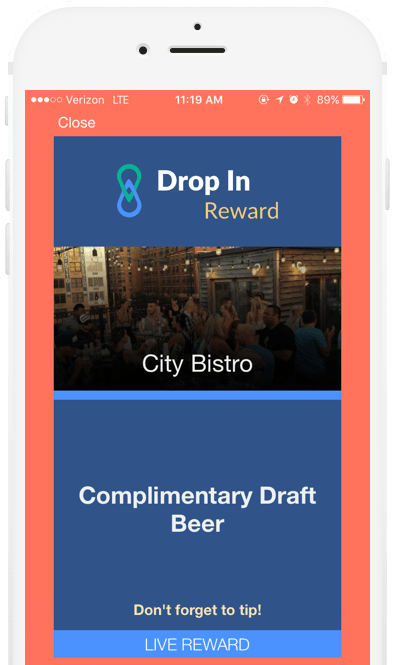 Verizon LTE 11:19 AM 89%
Close
Drop In
Reward
City Bistro
Complimentary Draft
Beer
Don't forget to tip!
LIVE REWARD